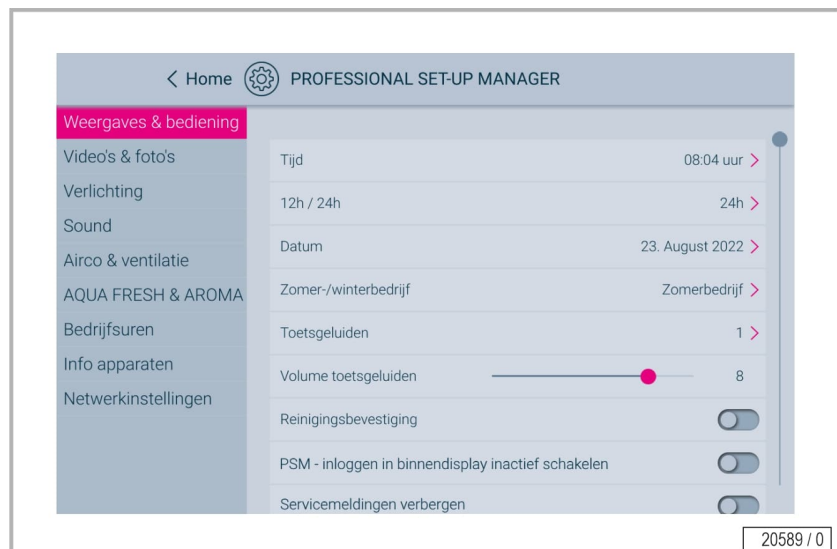 Home PROFESSIONAL SET-UP MANAGER
Weergaves & bediening
Video's & foto's
Verlichting
Sound
Airco & ventilatie
AQUA FRESH & AROMA
Bedrijfsuren
Info apparaten
Netwerkinstellingen
Tijd 08:04 uur
12h / 24h 24h
Datum 23. August 2022
Zomer-/winterbedrijf Zomerbedrijf
Toetsgeluiden 1
Volume toetsgeluiden 8
Reinigingsbevestiging
PSM - inloggen in binnendisplay inactief schakelen
Servicemeldingen verbergen
20589 / 0